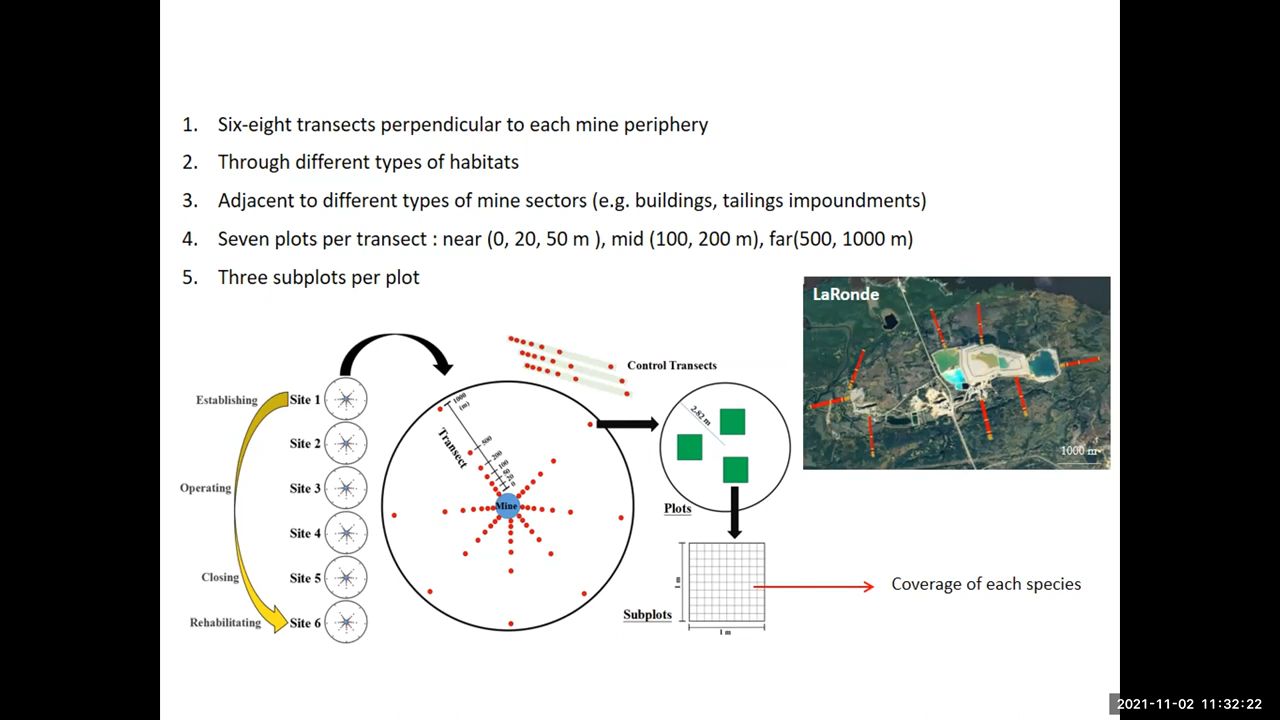 1. Six-eight transects perpendicular to each mine periphery
2. Through different types of habitats
3. Adjacent to different types of mine sectors (e.g. buildings, tailings impoundments)
4. Seven plots per transect : near (0, 20, 50 m ), mid (100, 200 m), far(500, 1000 m)
5. Three subplots per plot
LaRonde
1000 m
Control Transects
Establishing
Operating
Closing
Rehabilitating
Site 1
Site 2
Site 3
Site 4
Site 5
Site 6
Transect
1000
(m)
500
200
100
50
20
0
Mine
2.82 m
Plots
1 m
Subplots
1 m
Coverage of each species
2021-11-02 11:32:22